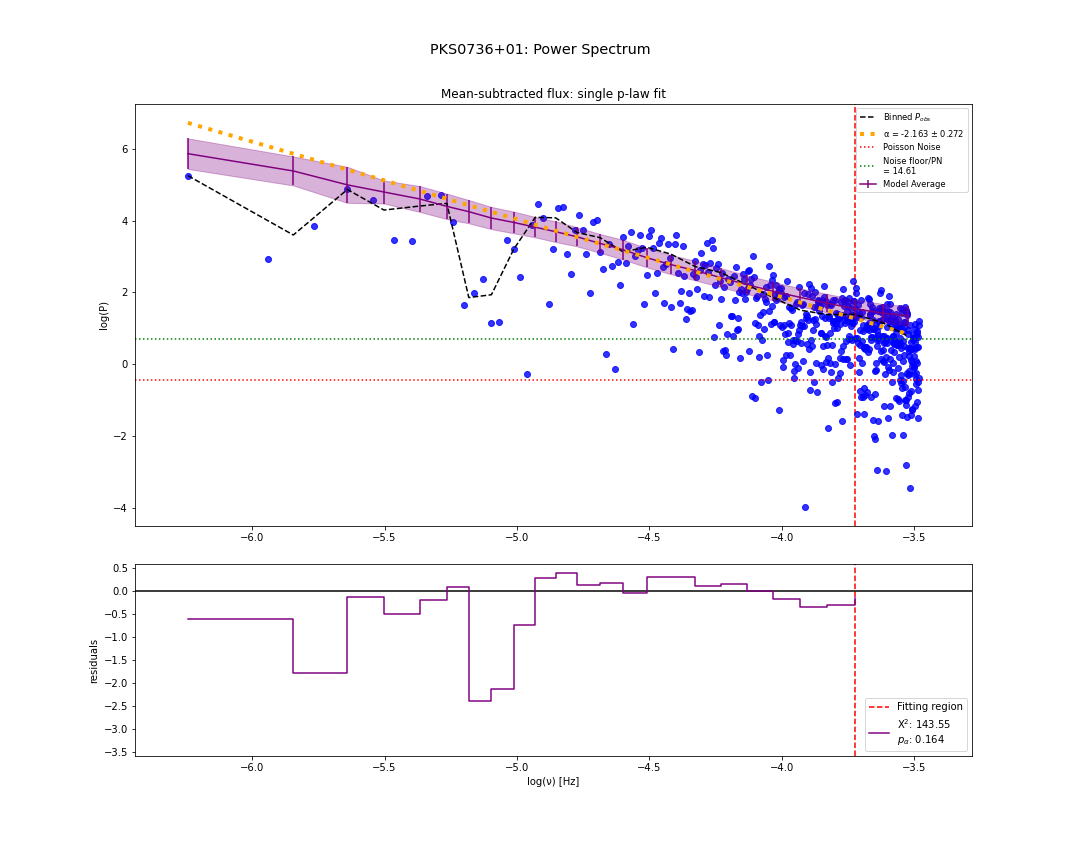 PKS0736+01: Power Spectrum
Mean-subtracted flux: single p-law fit
Binned P_obs
α = -2.163 ± 0.272
Poisson Noise
Noise floor/PN
= 14.61
Model Average
log(P)
6
4
2
0
−2
−4
−6.0 −5.5 −5.0 −4.5 −4.0 −3.5
residuals
0.5
0.0
−0.5
−1.0
−1.5
−2.0
−2.5
−3.0
−3.5
Fitting region
X²: 143.55
pα: 0.164
−6.0 −5.5 −5.0 −4.5 −4.0 −3.5
log(ν) [Hz]